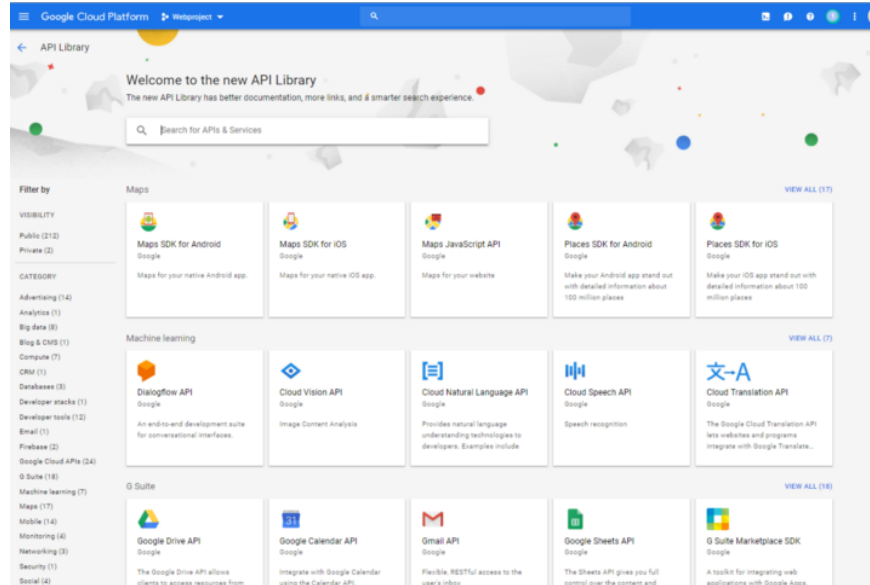 Google Cloud Platform
Webproject
API Library
Welcome to the new API Library
The new API Library has better documentation, more links, and a smarter search experience.
Search for APIs & Services
Filter by
VISIBILITY
Public (212)
Private (2)
CATEGORY
Advertising (14)
Analytics (1)
Big data (8)
Blog & CMS (1)
Compute (7)
CRM (1)
Databases (3)
Developer stacks (1)
Developer tools (12)
Email (1)
Firebase (2)
Google Cloud APIs (24)
G Suite (18)
Machine learning (7)
Maps (17)
Mobile (14)
Monitoring (4)
Networking (3)
Security (1)
Social (4)
Maps
VIEW ALL (17)
Maps SDK for Android
Google
Maps for your native Android app.
Maps SDK for iOS
Google
Maps for your native iOS app.
Maps JavaScript API
Google
Maps for your website
Places SDK for Android
Google
Make your Android app stand out
with detailed information about
100 million places
Places SDK for iOS
Google
Make your iOS app stand out with
detailed information about 100
million places
Machine learning
VIEW ALL (7)
Dialogflow API
Google
An end-to-end development suite
for conversational interfaces.
Cloud Vision API
Google
Image Content Analysis
Cloud Natural Language API
Google
Provides natural language
understanding technologies to
developers. Examples include
Cloud Speech API
Google
Speech recognition
文→A
Cloud Translation API
Google
The Google Cloud Translation API
lets websites and programs
integrate with Google Translate...
G Suite
VIEW ALL (18)
Google Drive API
Google
The Google Drive API allows
clients to access resources from
31
Google Calendar API
Google
Integrate with Google Calendar
using the Calendar API.
Gmail API
Google
Flexible, RESTful access to the
user's inbox
Google Sheets API
Google
The Sheets API gives you full
control over the content and
G Suite Marketplace SDK
Google
A toolkit for integrating web
applications with Google Apps